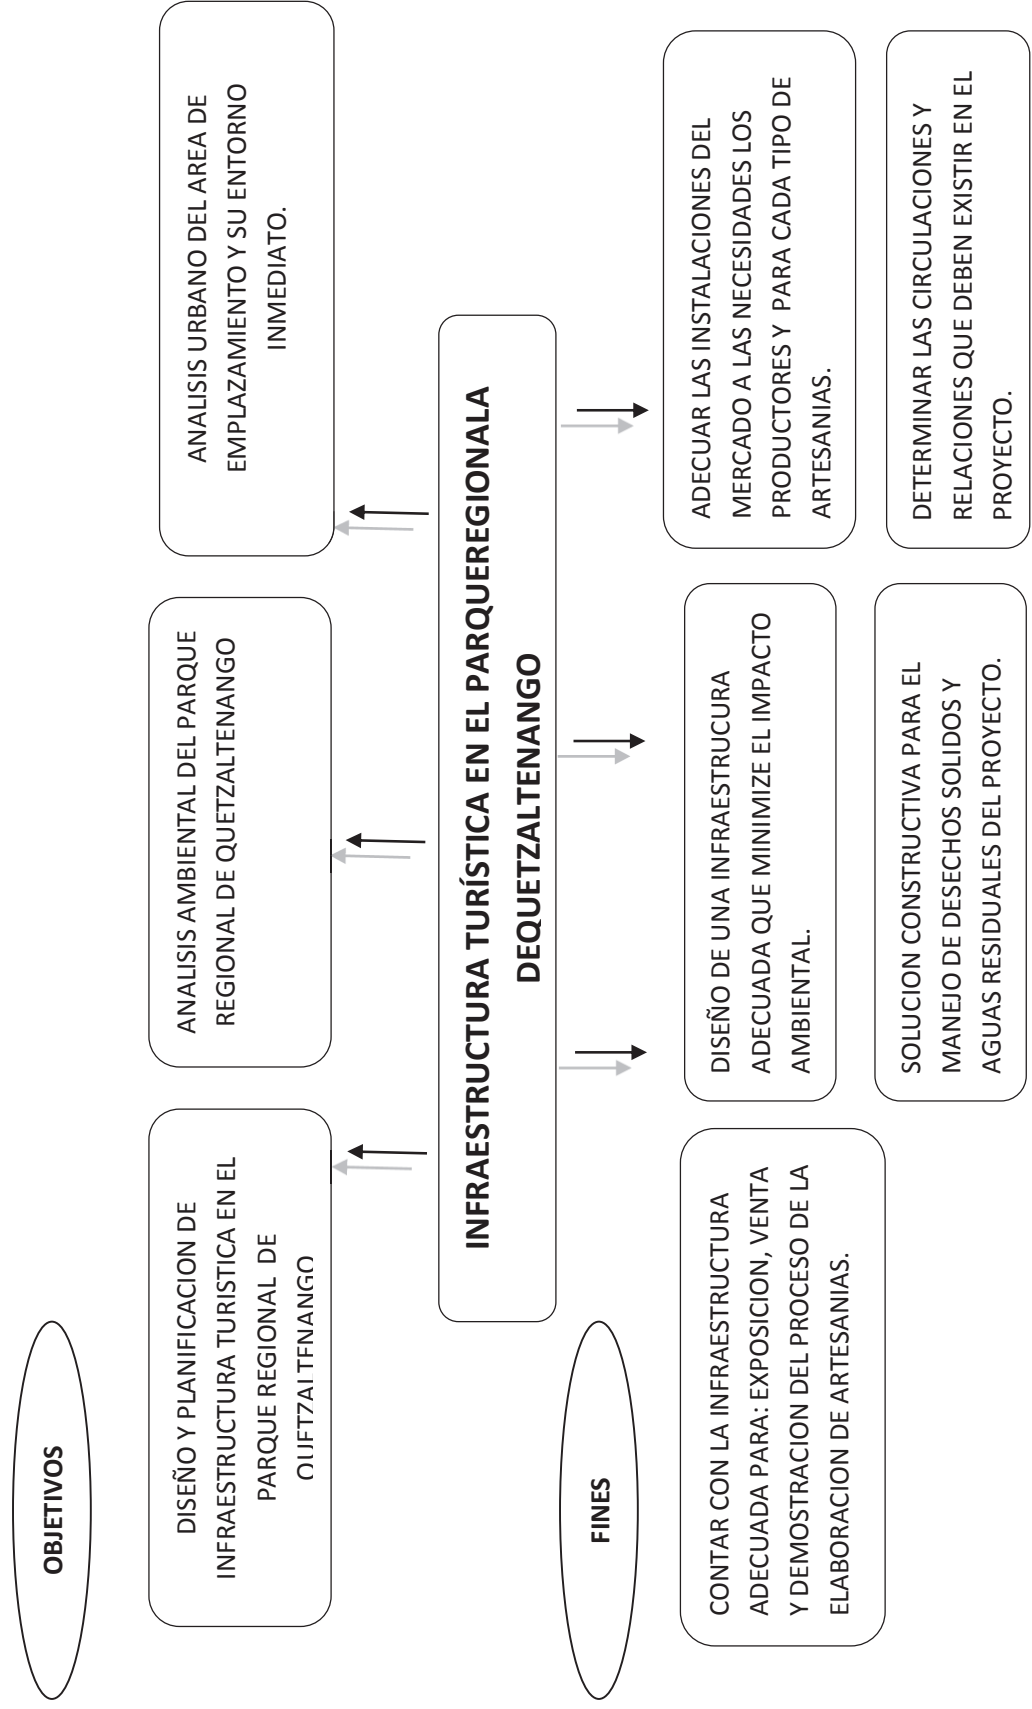 OBJETIVOS
DISEÑO Y PLANIFICACION DE
INFRAESTRUCTURA TURISTICA EN EL
PARQUE REGIONAL DE
QUETZALTENANGO
ANALISIS AMBIENTAL DEL PARQUE
REGIONAL DE QUETZALTENANGO
ANALISIS URBANO DEL AREA DE
EMPLAZAMIENTO Y SU ENTORNO
INMEDIATO.
INFRAESTRUCTURA TURÍSTICA EN EL PARQUEREGIONALA
DEQUETZALTENANGO
FINES
CONTAR CON LA INFRAESTRUCTURA
ADECUADA PARA: EXPOSICION, VENTA
Y DEMOSTRACION DEL PROCESO DE LA
ELABORACION DE ARTESANIAS.
DISEÑO DE UNA INFRAESTRUCURA
ADECUADA QUE MINIMIZE EL IMPACTO
AMBIENTAL.
ADECUAR LAS INSTALACIONES DEL
MERCADO A LAS NECESIDADES LOS
PRODUCTORES Y PARA CADA TIPO DE
ARTESANIAS.
SOLUCION CONSTRUCTIVA PARA EL
MANEJO DE DESECHOS SOLIDOS Y
AGUAS RESIDUALES DEL PROYECTO.
DETERMINAR LAS CIRCULACIONES Y
RELACIONES QUE DEBEN EXISTIR EN EL
PROYECTO.